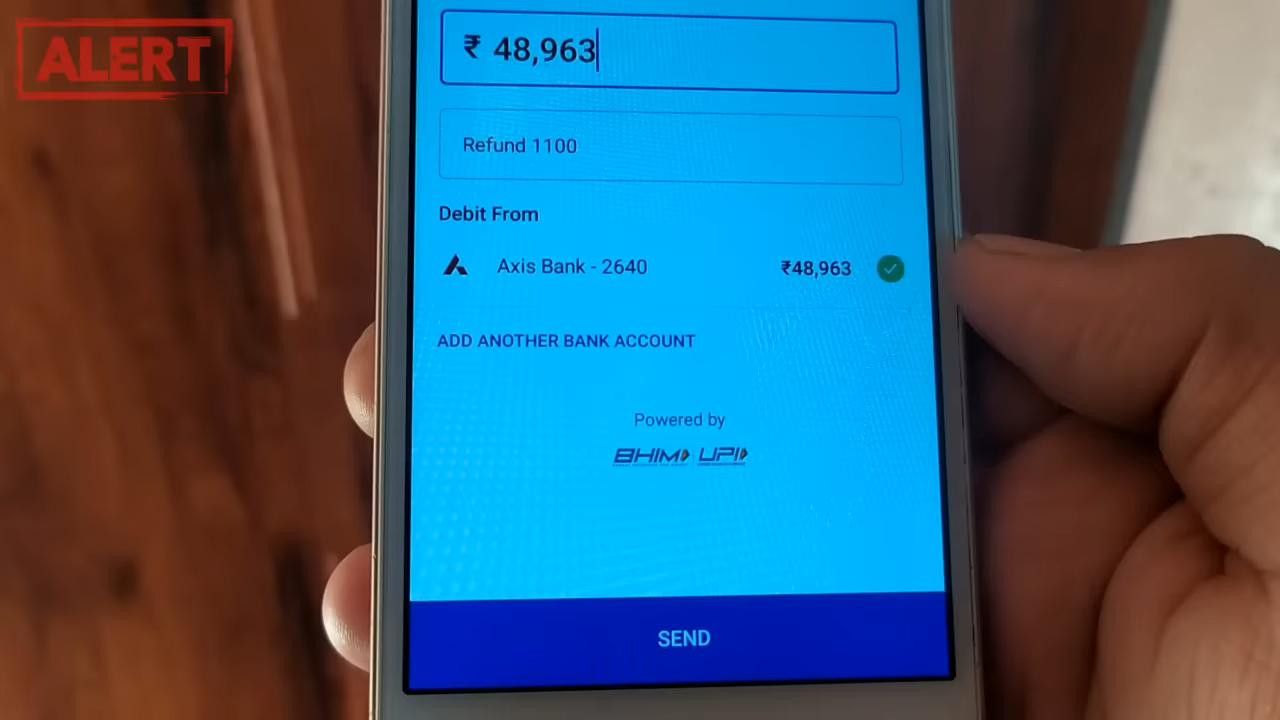 ALERT
₹ 48,963
Refund 1100
Debit From
Axis Bank - 2640 ₹48,963
ADD ANOTHER BANK ACCOUNT
Powered by
BHIM UPI
SEND